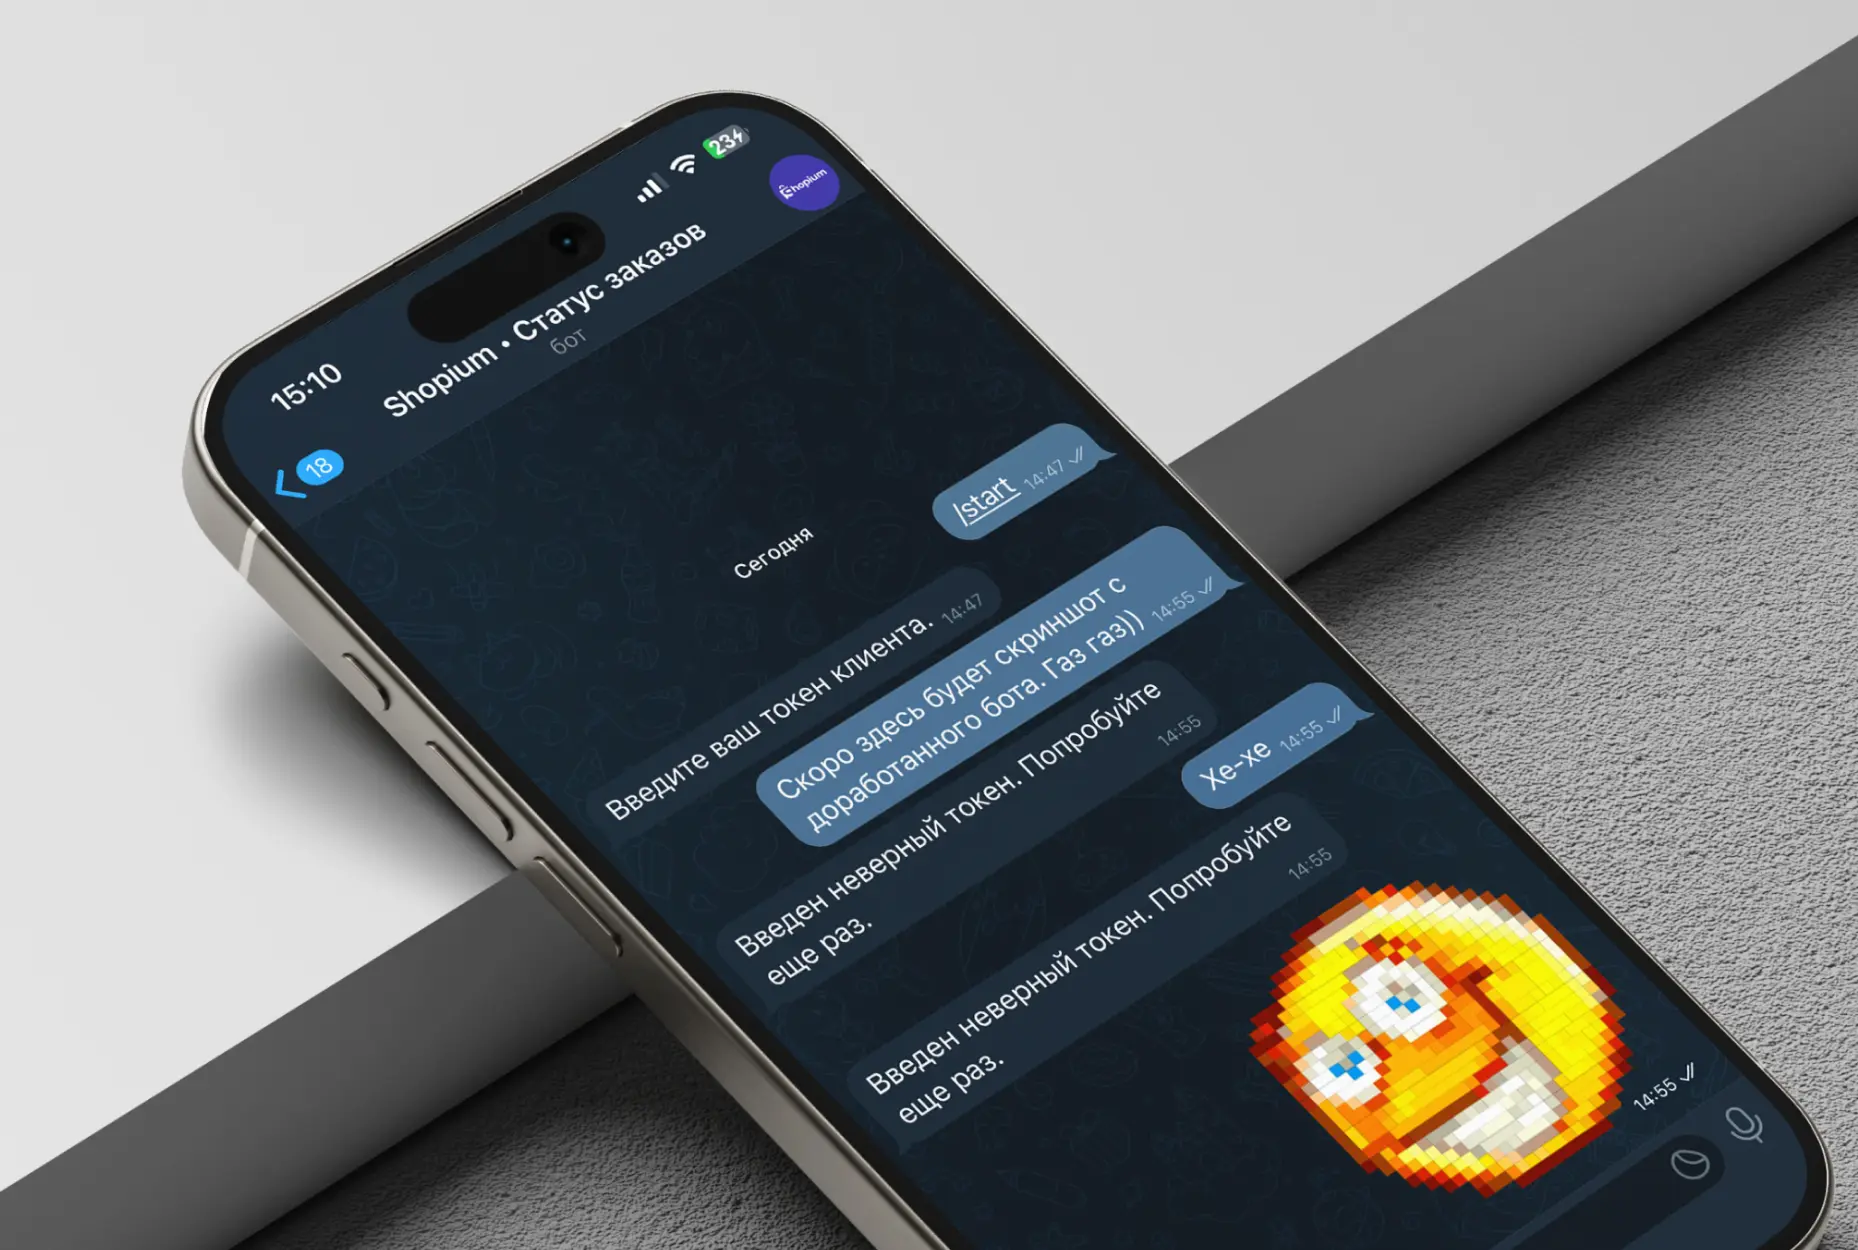 15:10
23
Shopium
18
Shopium • Статус заказов
бот
Сегодня
/start 14:47
Введите ваш токен клиента. 14:47
Скоро здесь будет скриншот с
доработанного бота. Газ газ)) 14:55
Введен неверный токен. Попробуйте
еще раз. 14:55
Хе-хе 14:55
Введен неверный токен. Попробуйте
еще раз. 14:55
14:55